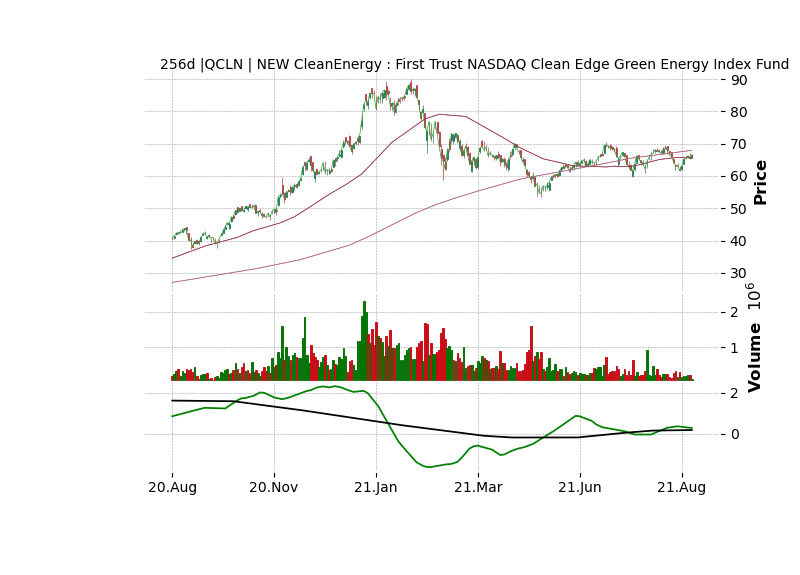 256d |QCLN | NEW CleanEnergy : First Trust NASDAQ Clean Edge Green Energy Index Fund
90
80
70
60
50
40
30
Price
2
1
Volume 10^6
2
0
20.Aug 20.Nov 21.Jan 21.Mar 21.Jun 21.Aug